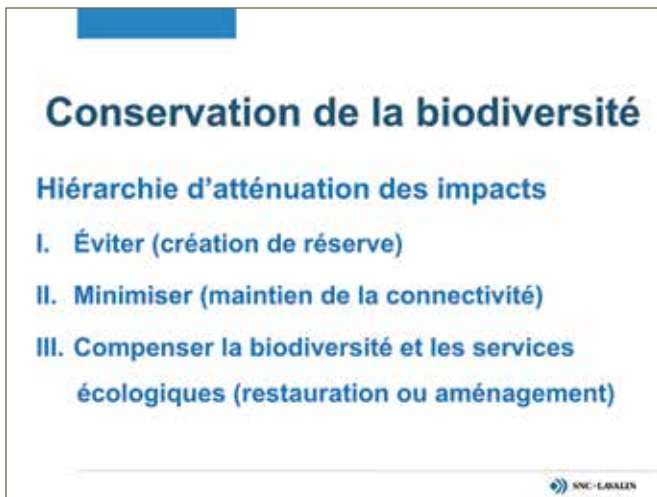 Conservation de la biodiversité
Hiérarchie d'atténuation des impacts
I. Éviter (création de réserve)
II. Minimiser (maintien de la connectivité)
III. Compenser la biodiversité et les services
écologiques (restauration ou aménagement)
SNC·LAVALIN